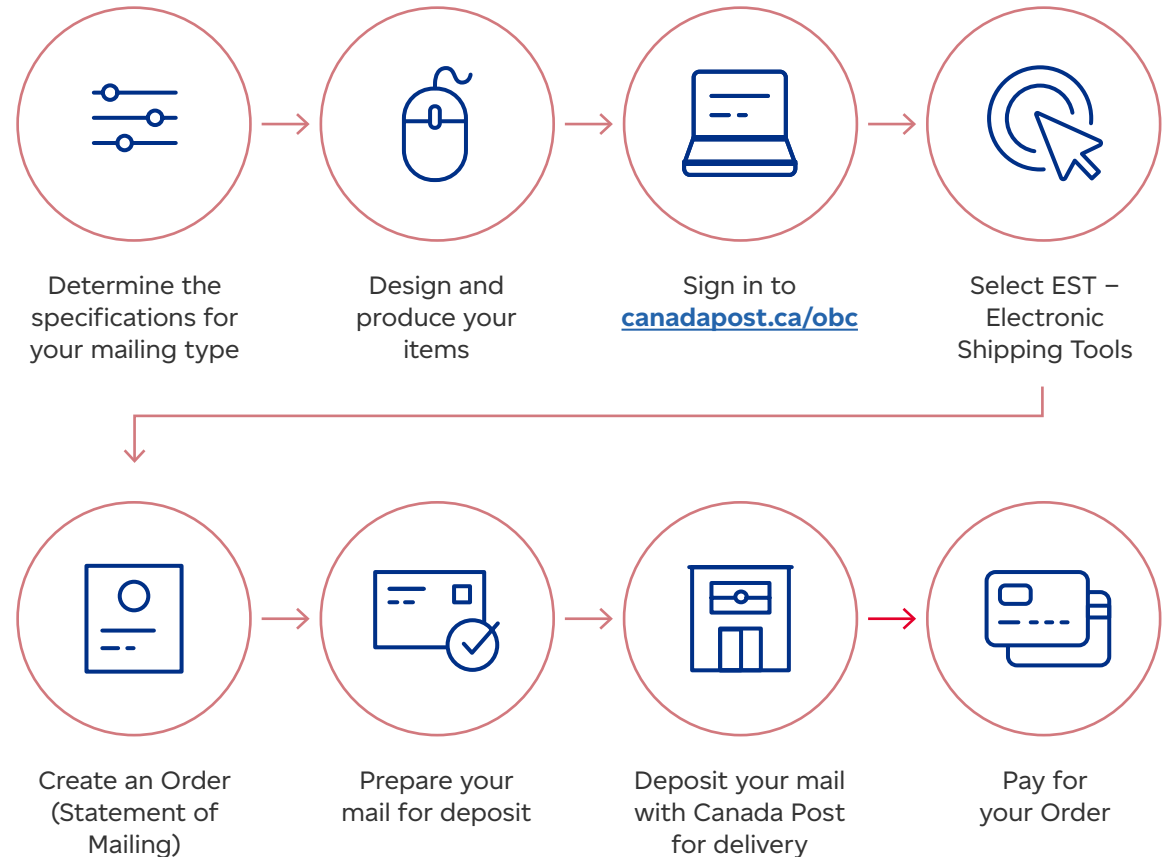 Determine the
specifications for
your mailing type
Design and
produce your
items
Sign in to
canadapost.ca/obc
Select EST –
Electronic
Shipping Tools
Create an Order
(Statement of
Mailing)
Prepare your
mail for deposit
Deposit your mail
with Canada Post
for delivery
Pay for
your Order